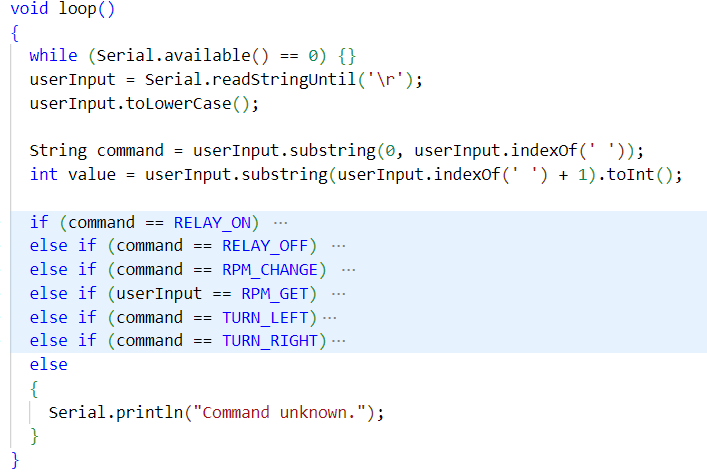 void loop()
{
while (Serial.available() == 0) {}
userInput = Serial.readStringUntil('\r');
userInput.toLowerCase();
String command = userInput.substring(0, userInput.indexOf(' '));
int value = userInput.substring(userInput.indexOf(' ') + 1).toInt();
if (command == RELAY_ON) ···
else if (command == RELAY_OFF) ···
else if (command == RPM_CHANGE) ···
else if (userInput == RPM_GET) ···
else if (command == TURN_LEFT)···
else if (command == TURN_RIGHT)···
else
{
Serial.println("Command unknown.");
}
}